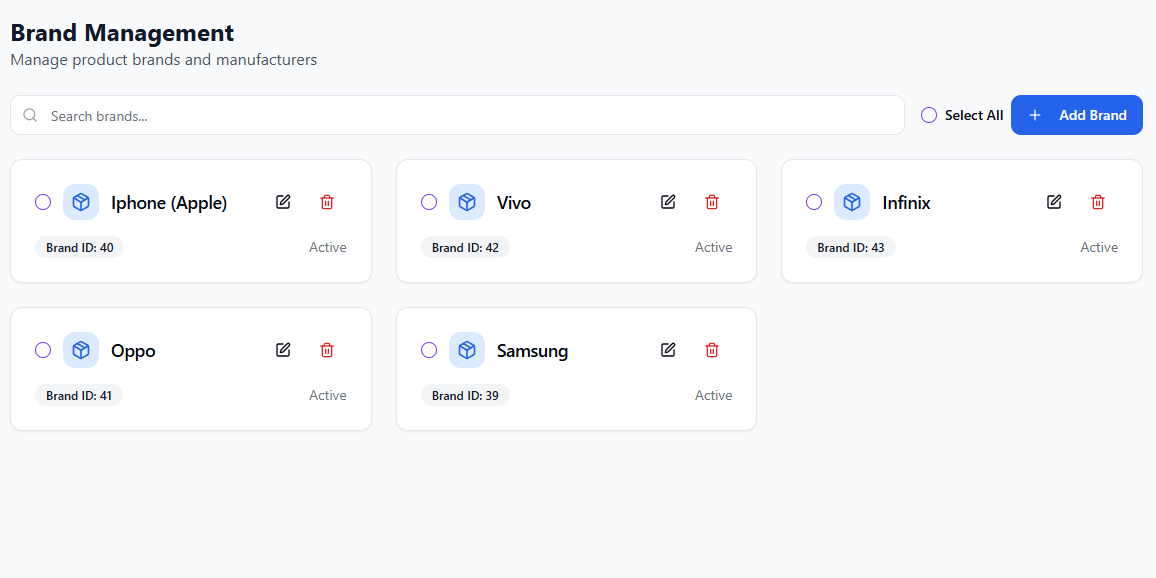 Brand Management
Manage product brands and manufacturers
Search brands...
Select All
Add Brand
Iphone (Apple)
Brand ID: 40
Active
Vivo
Brand ID: 42
Active
Infinix
Brand ID: 43
Active
Oppo
Brand ID: 41
Active
Samsung
Brand ID: 39
Active